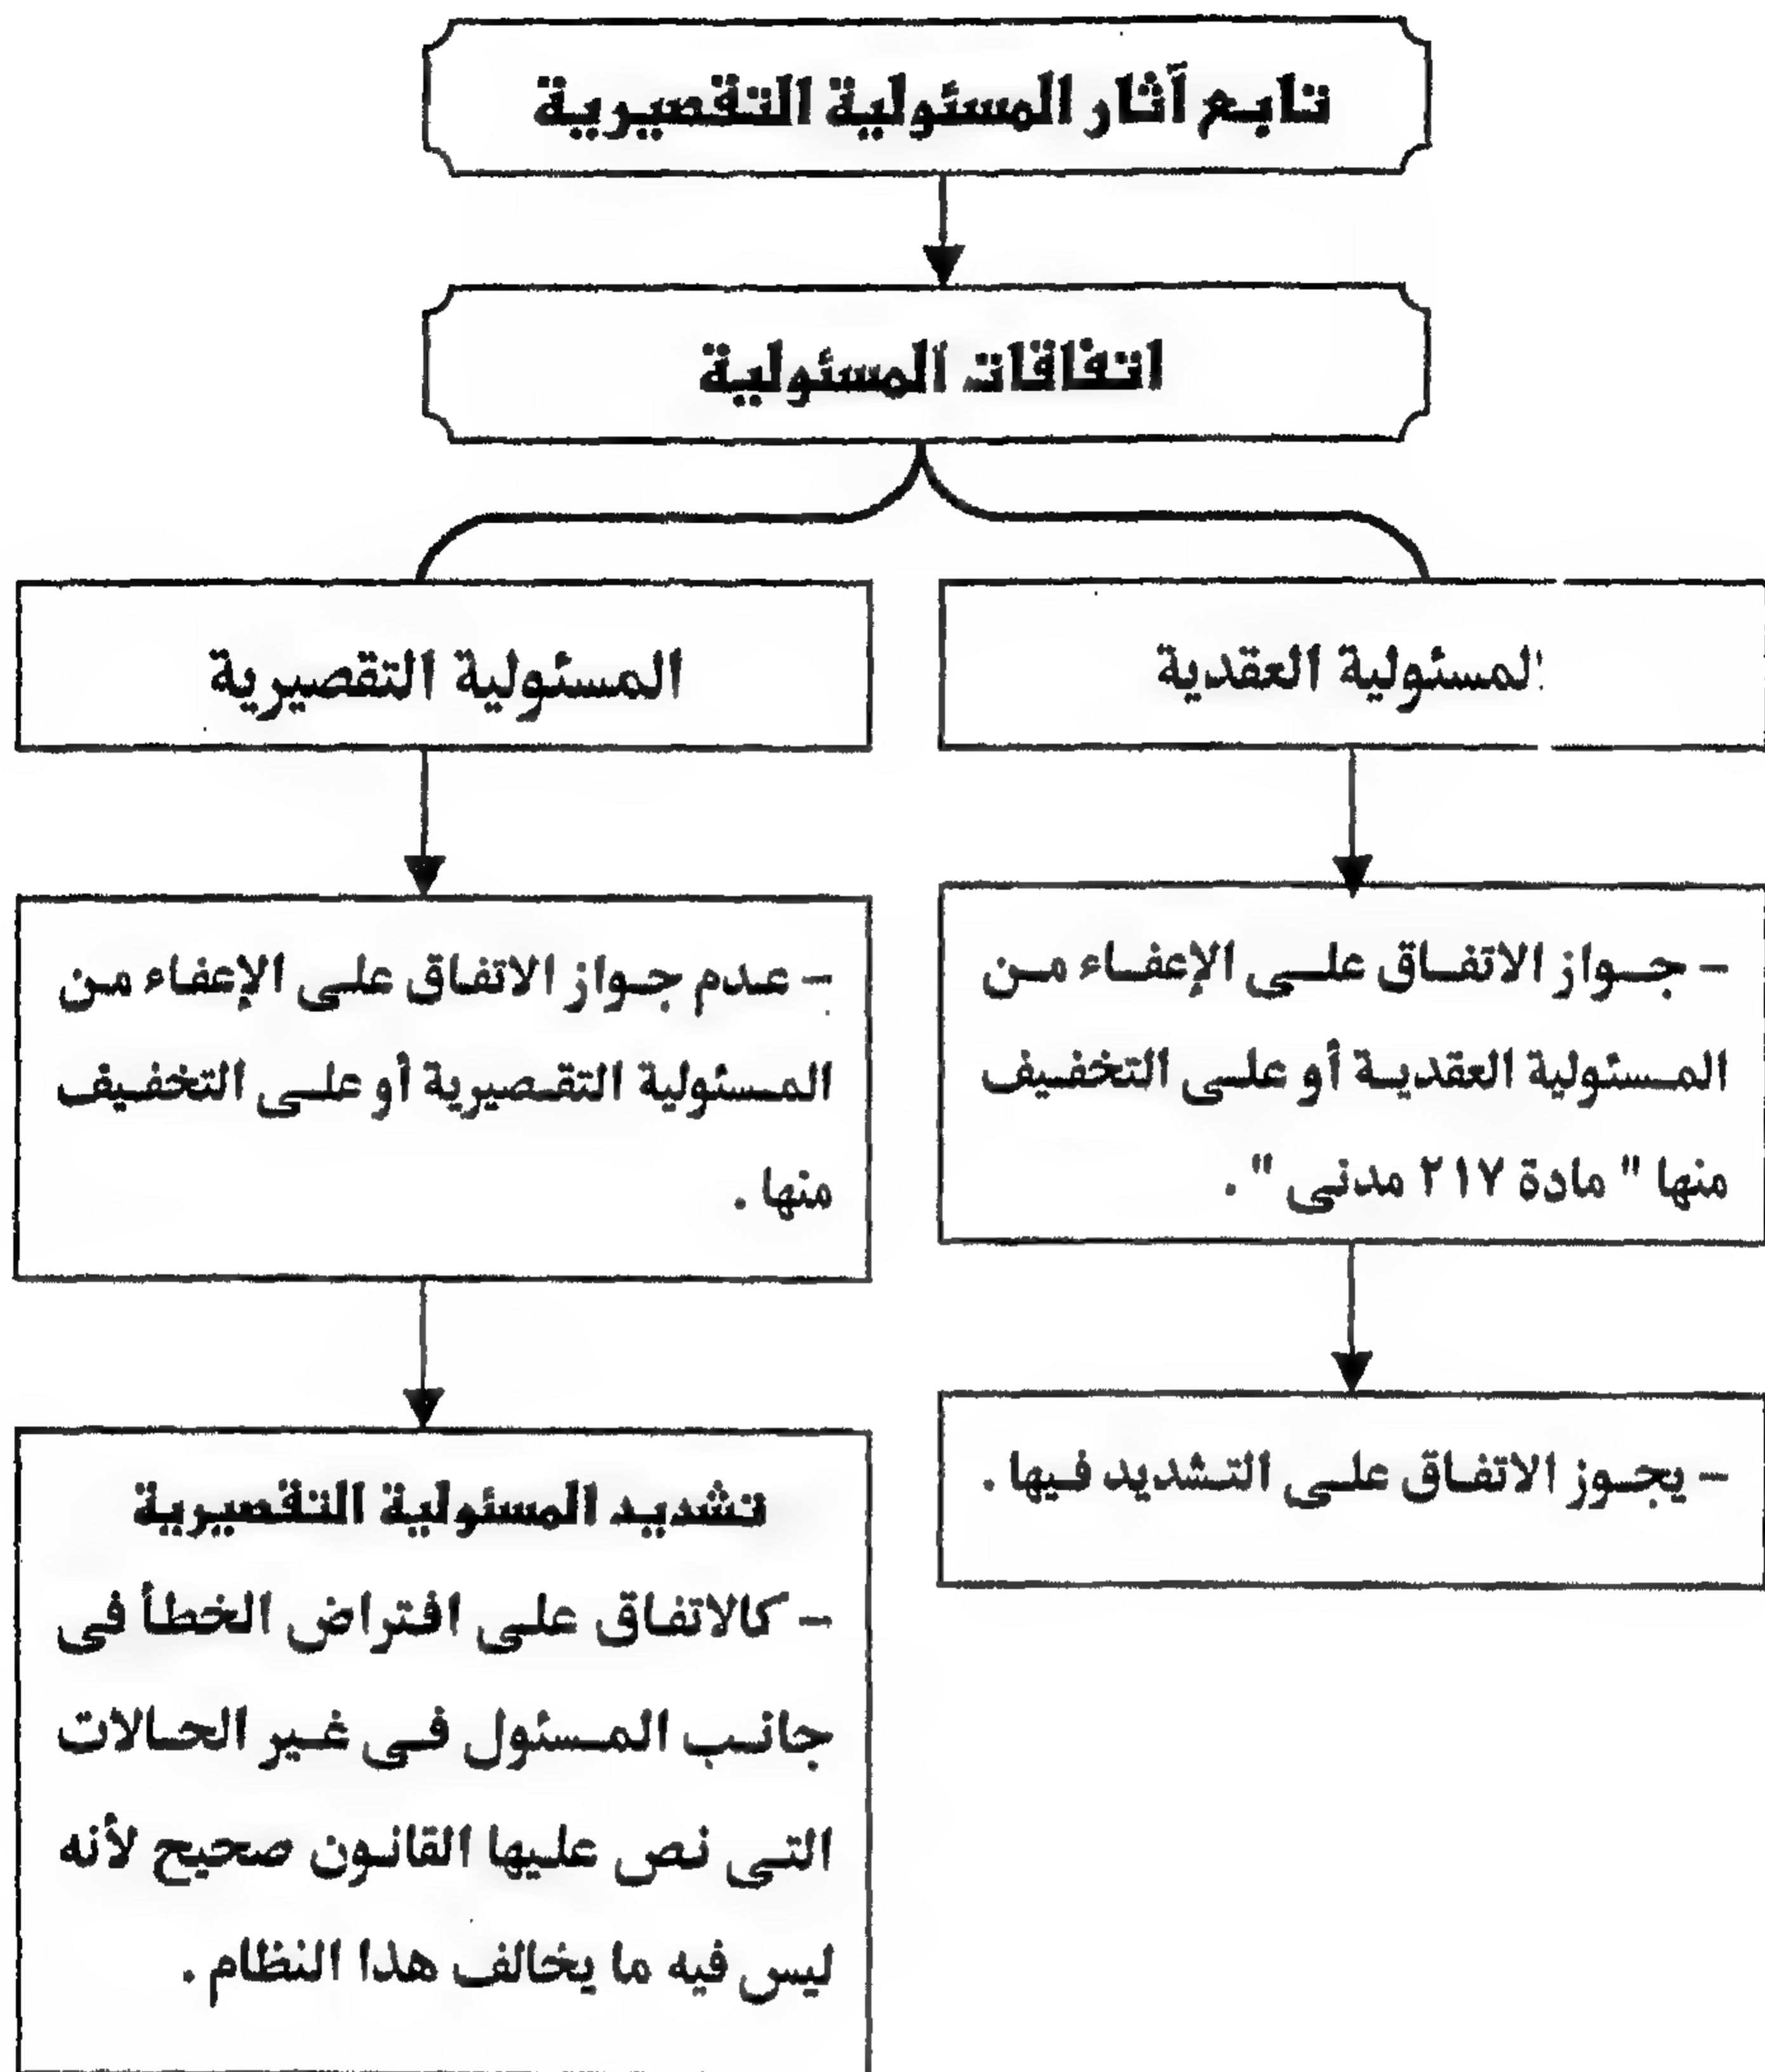 تابع آثار المسئولية التقصيرية
اتفاقات المسئولية
المسئولية العقدية
- جواز الاتفاق على الإعفاء من
المسئولية العقدية أو على التخفيف
منها " مادة ٢١٧ مدنى " .
- يجوز الاتفاق على التشديد فيها .
المسئولية التقصيرية
- عدم جواز الاتفاق على الإعفاء من
المسئولية التقصيرية أو على التخفيف
منها .
تشديد المسئولية التقصيرية
- كالاتفاق على افتراض الخطأ فى
جانب المسئول فى غير الحالات
التى نص عليها القانون صحيح لأنه
ليس فيه ما يخالف هذا النظام .